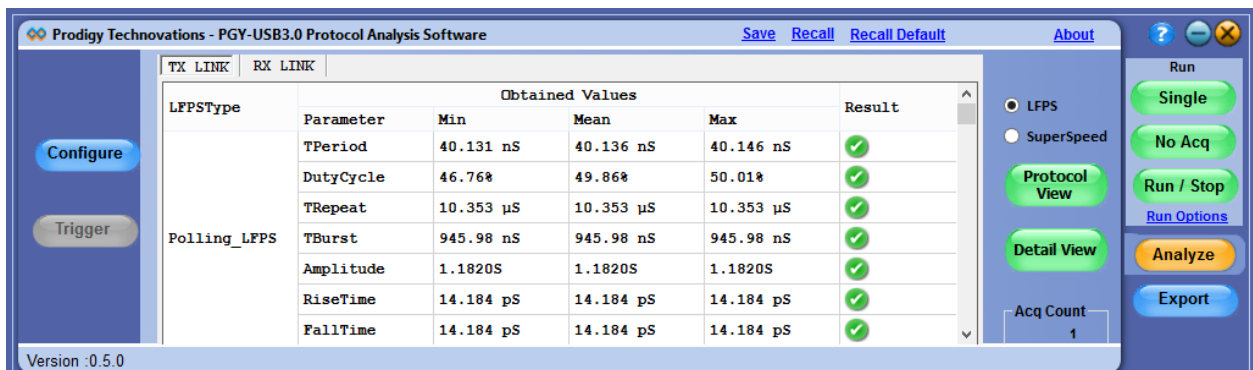 Prodigy Technovations - PGY-USB3.0 Protocol Analysis Software Save Recall Recall Default About ?
TX LINK RX LINK
Run
LFPSType Obtained Values Result
Parameter Min Mean Max
LFPS
Single
SuperSpeed
Configure
TPeriod 40.131 nS 40.136 nS 40.146 nS
No Acq
DutyCycle 46.76% 49.86% 50.01%
Protocol
View
Run / Stop
TRepeat 10.353 µS 10.353 µS 10.353 µS
Run Options
Trigger
Polling_LFPS TBurst 945.98 nS 945.98 nS 945.98 nS
Detail View
Analyze
Amplitude 1.1820S 1.1820S 1.1820S
RiseTime 14.184 pS 14.184 pS 14.184 pS
Export
Acq Count
FallTime 14.184 pS 14.184 pS 14.184 pS
1
Version :0.5.0